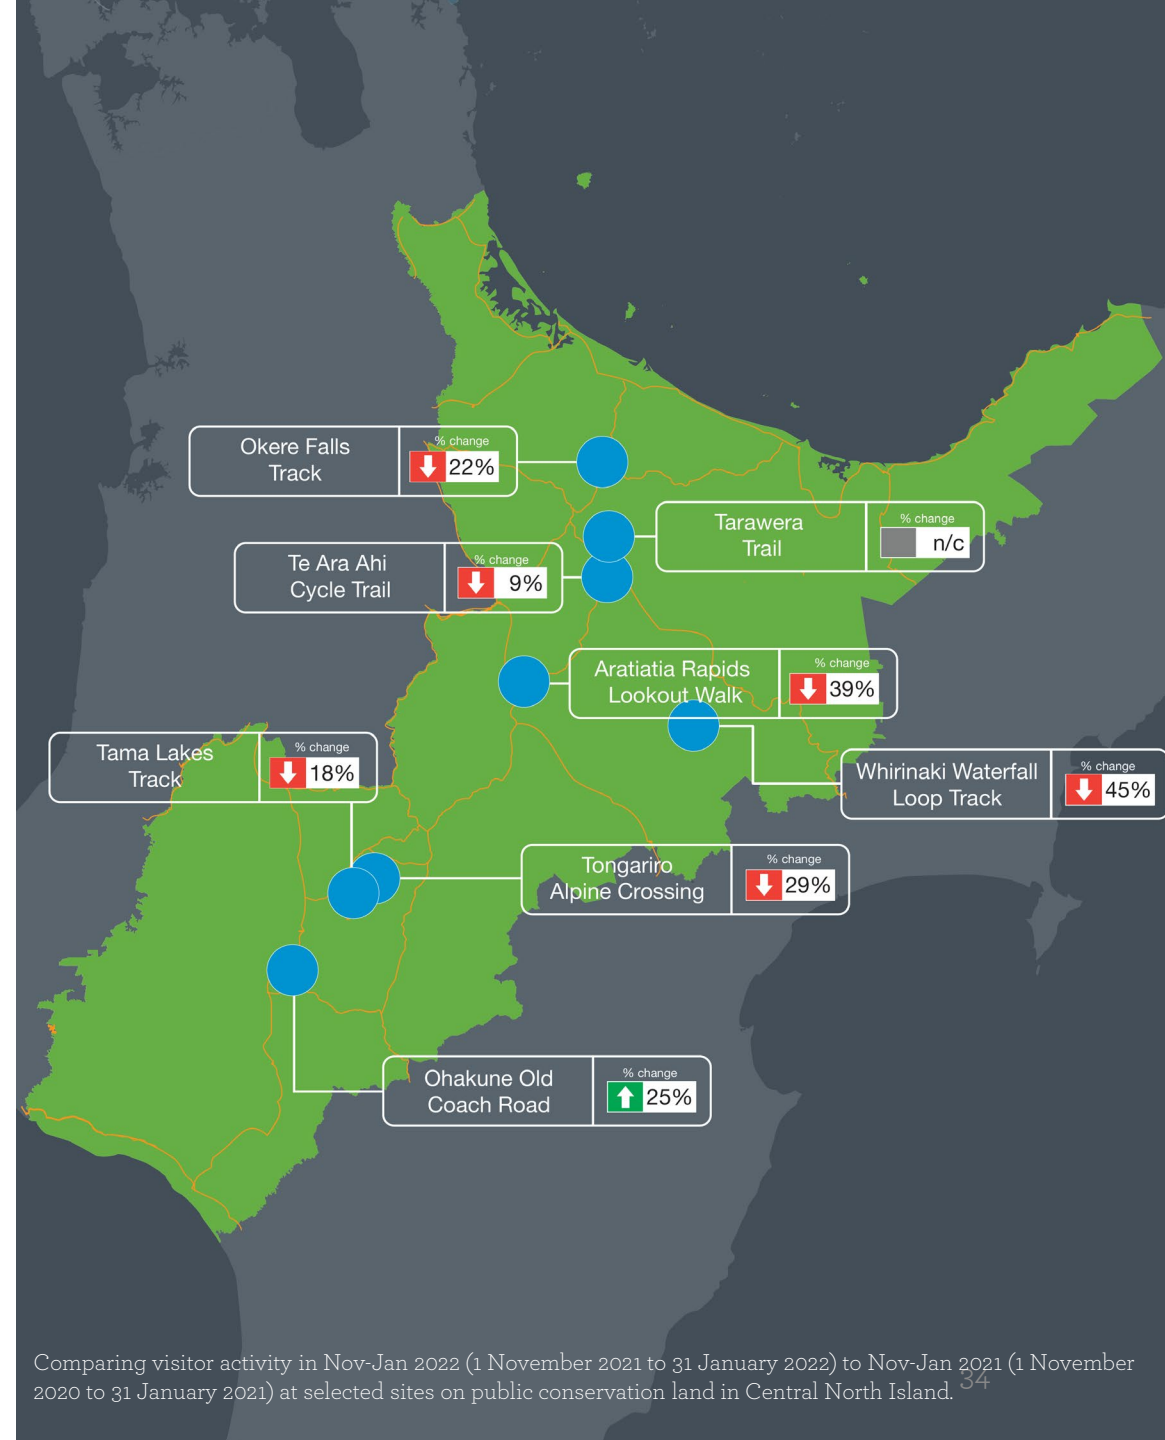 Okere Falls
Track
% change
22%
Tarawera
Trail
% change
n/c
Te Ara Ahi
Cycle Trail
% change
9%
Aratiatia Rapids
Lookout Walk
% change
39%
Tama Lakes
Track
% change
18%
Whirinaki Waterfall
Loop Track
% change
45%
Tongariro
Alpine Crossing
% change
29%
Ohakune Old
Coach Road
% change
25%
Comparing visitor activity in Nov-Jan 2022 (1 November 2021 to 31 January 2022) to Nov-Jan 2021 (1 November
2020 to 31 January 2021) at selected sites on public conservation land in Central North Island.
34